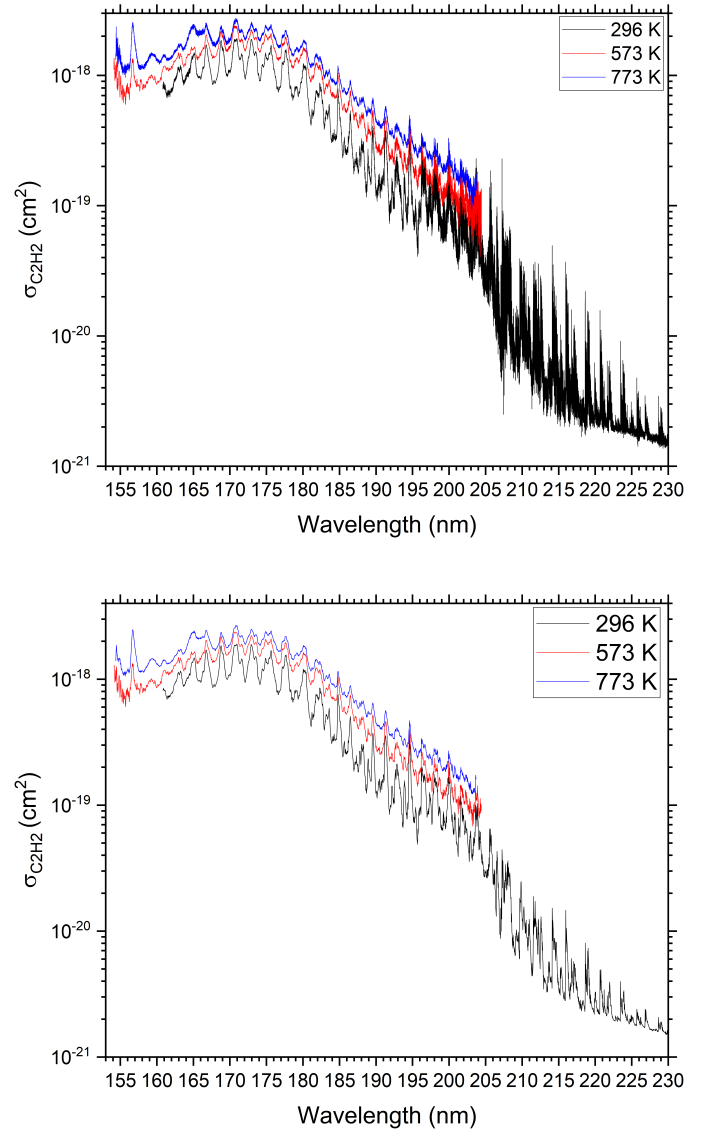 296 K
573 K
773 K
10⁻¹⁸
10⁻¹⁹
10⁻²⁰
10⁻²¹
σC2H2 (cm²)
155 160 165 170 175 180 185 190 195 200 205 210 215 220 225 230
Wavelength (nm)
296 K
573 K
773 K
10⁻¹⁸
10⁻¹⁹
10⁻²⁰
10⁻²¹
σC2H2 (cm²)
155 160 165 170 175 180 185 190 195 200 205 210 215 220 225 230
Wavelength (nm)